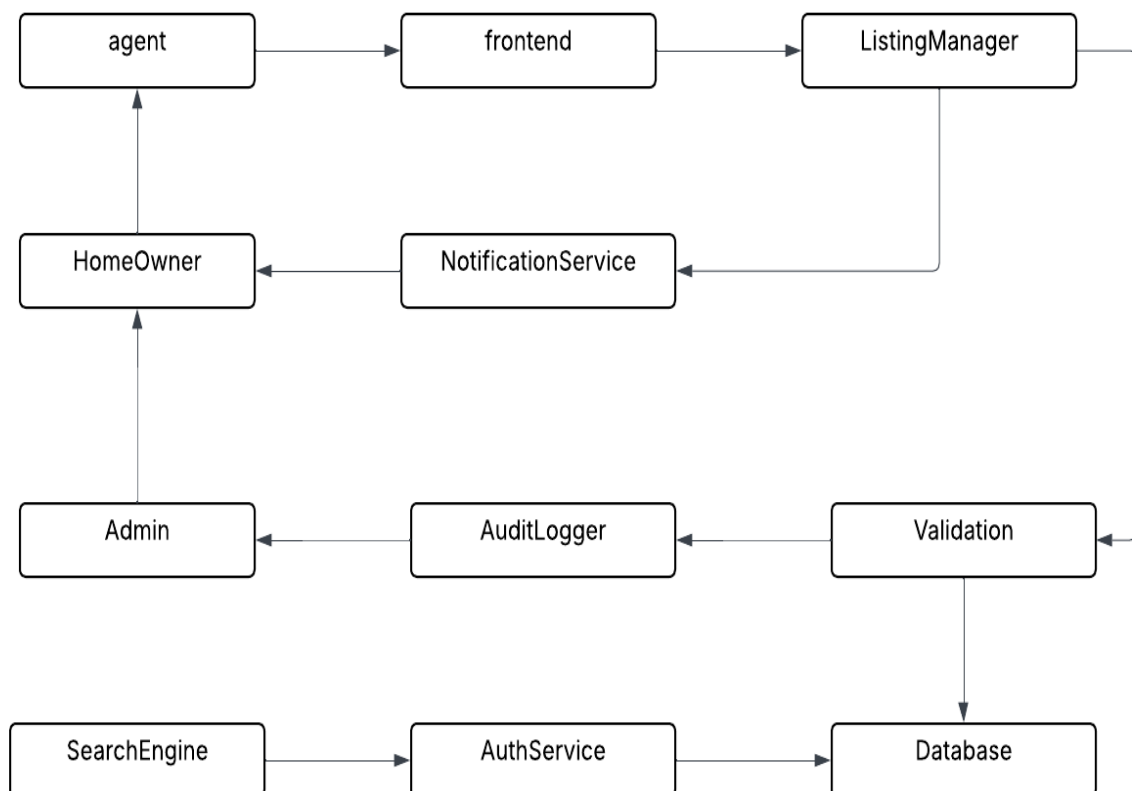 agent
frontend
ListingManager
HomeOwner
NotificationService
Admin
AuditLogger
Validation
SearchEngine
AuthService
Database